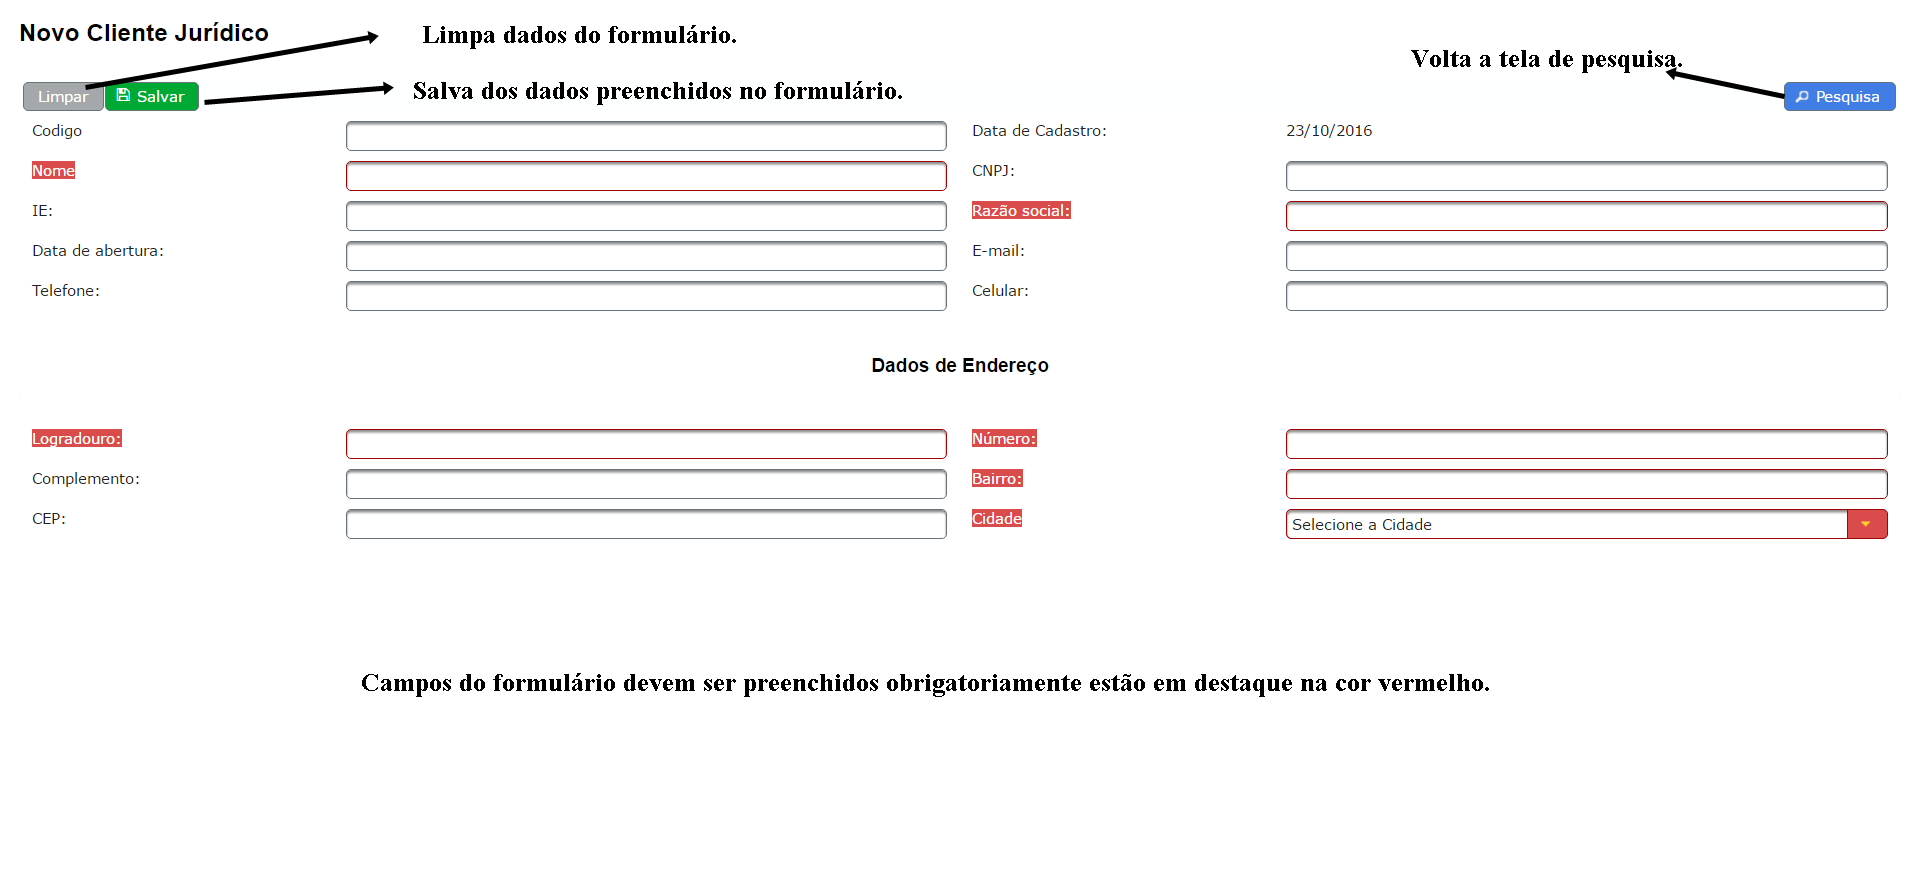 Novo Cliente Jurídico
Limpa dados do formulário.
Volta a tela de pesquisa.
Limpar Salvar
Salva dos dados preenchidos no formulário.
Pesquisa
Codigo Data de Cadastro: 23/10/2016
Nome CNPJ:
IE: Razão social:
Data de abertura: E-mail:
Telefone: Celular:
Dados de Endereço
Logradouro: Número:
Complemento: Bairro:
CEP: Cidade Selecione a Cidade
Campos do formulário devem ser preenchidos obrigatoriamente estão em destaque na cor vermelho.